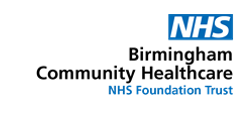 NHS
Birmingham
Community Healthcare
NHS Foundation Trust